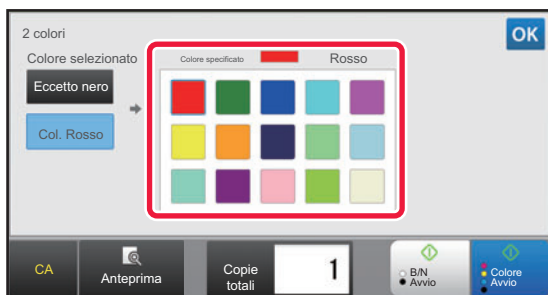 2 colori
OK
Colore selezionato
Colore specificato
Rosso
Eccetto nero
Col. Rosso
CA
Anteprima
Copie
totali
1
B/N
Avvio
Colore
Avvio